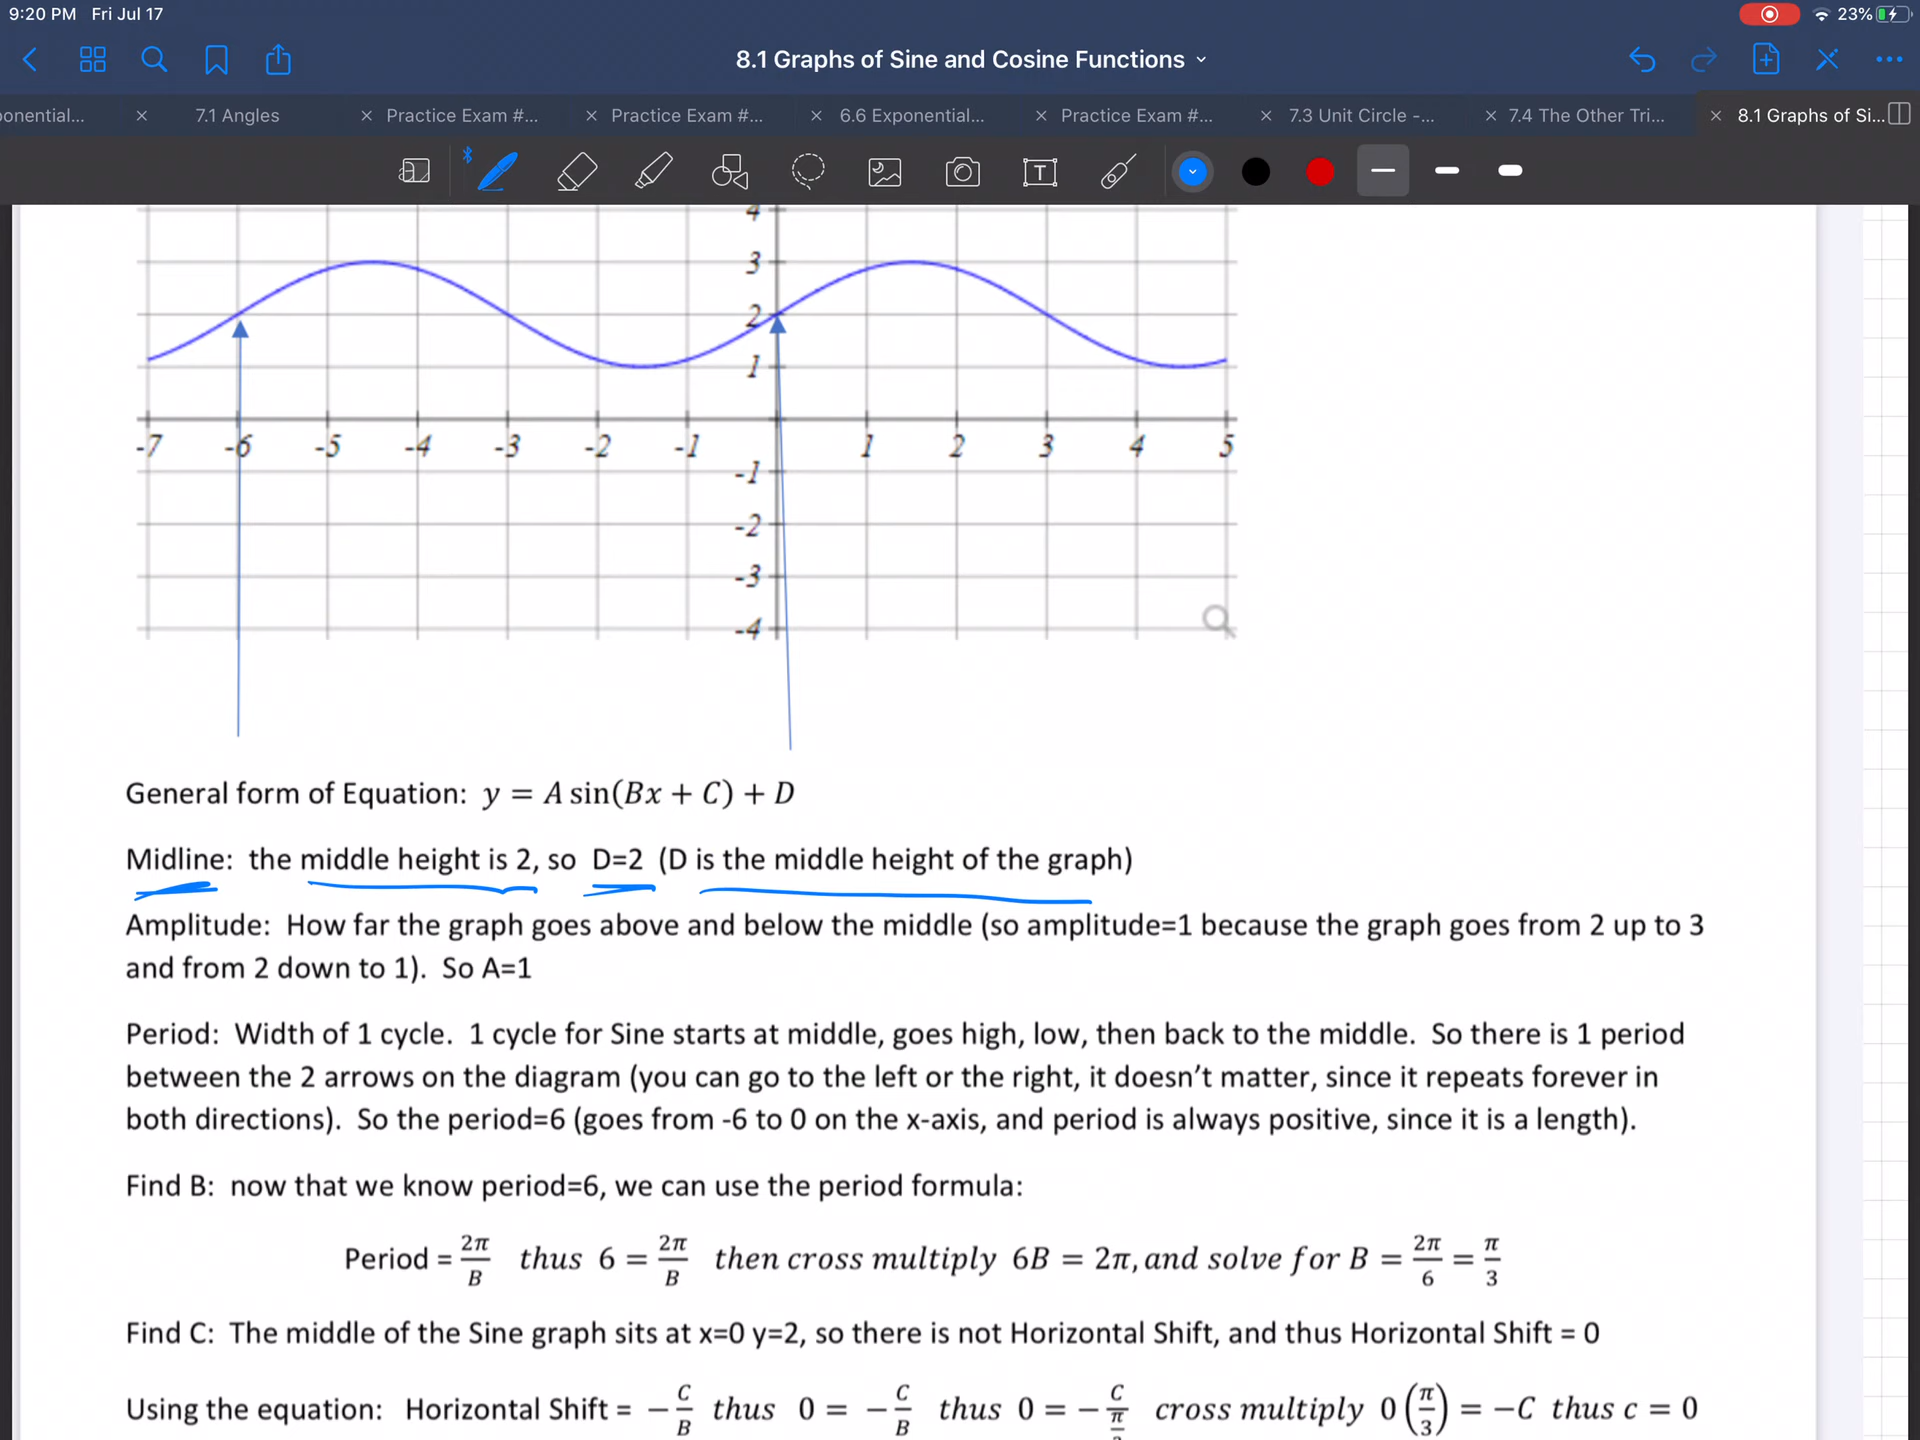 9:20 PM Fri Jul 17
23%
8.1 Graphs of Sine and Cosine Functions
onential...
7.1 Angles
Practice Exam #...
Practice Exam #...
6.6 Exponential...
Practice Exam #...
7.3 Unit Circle -...
7.4 The Other Tri...
8.1 Graphs of Si...
T
4
3
2
1
-7 -6 -5 -4 -3 -2 -1 1 2 3 4 5
-1
-2
-3
-4
General form of Equation: y = A sin(Bx + C) + D
Midline: the middle height is 2, so D=2 (D is the middle height of the graph)
Amplitude: How far the graph goes above and below the middle (so amplitude=1 because the graph goes from 2 up to 3
and from 2 down to 1). So A=1
Period: Width of 1 cycle. 1 cycle for Sine starts at middle, goes high, low, then back to the middle. So there is 1 period
between the 2 arrows on the diagram (you can go to the left or the right, it doesn't matter, since it repeats forever in
both directions). So the period=6 (goes from -6 to 0 on the x-axis, and period is always positive, since it is a length).
Find B: now that we know period=6, we can use the period formula:
Period = 2π/B thus 6 = 2π/B then cross multiply 6B = 2π, and solve for B = 2π/6 = π/3
Find C: The middle of the Sine graph sits at x=0 y=2, so there is not Horizontal Shift, and thus Horizontal Shift = 0
Using the equation: Horizontal Shift = − C/B thus 0 = − C/B thus 0 = − C/(π/3) cross multiply 0 (π/3) = −C thus c = 0